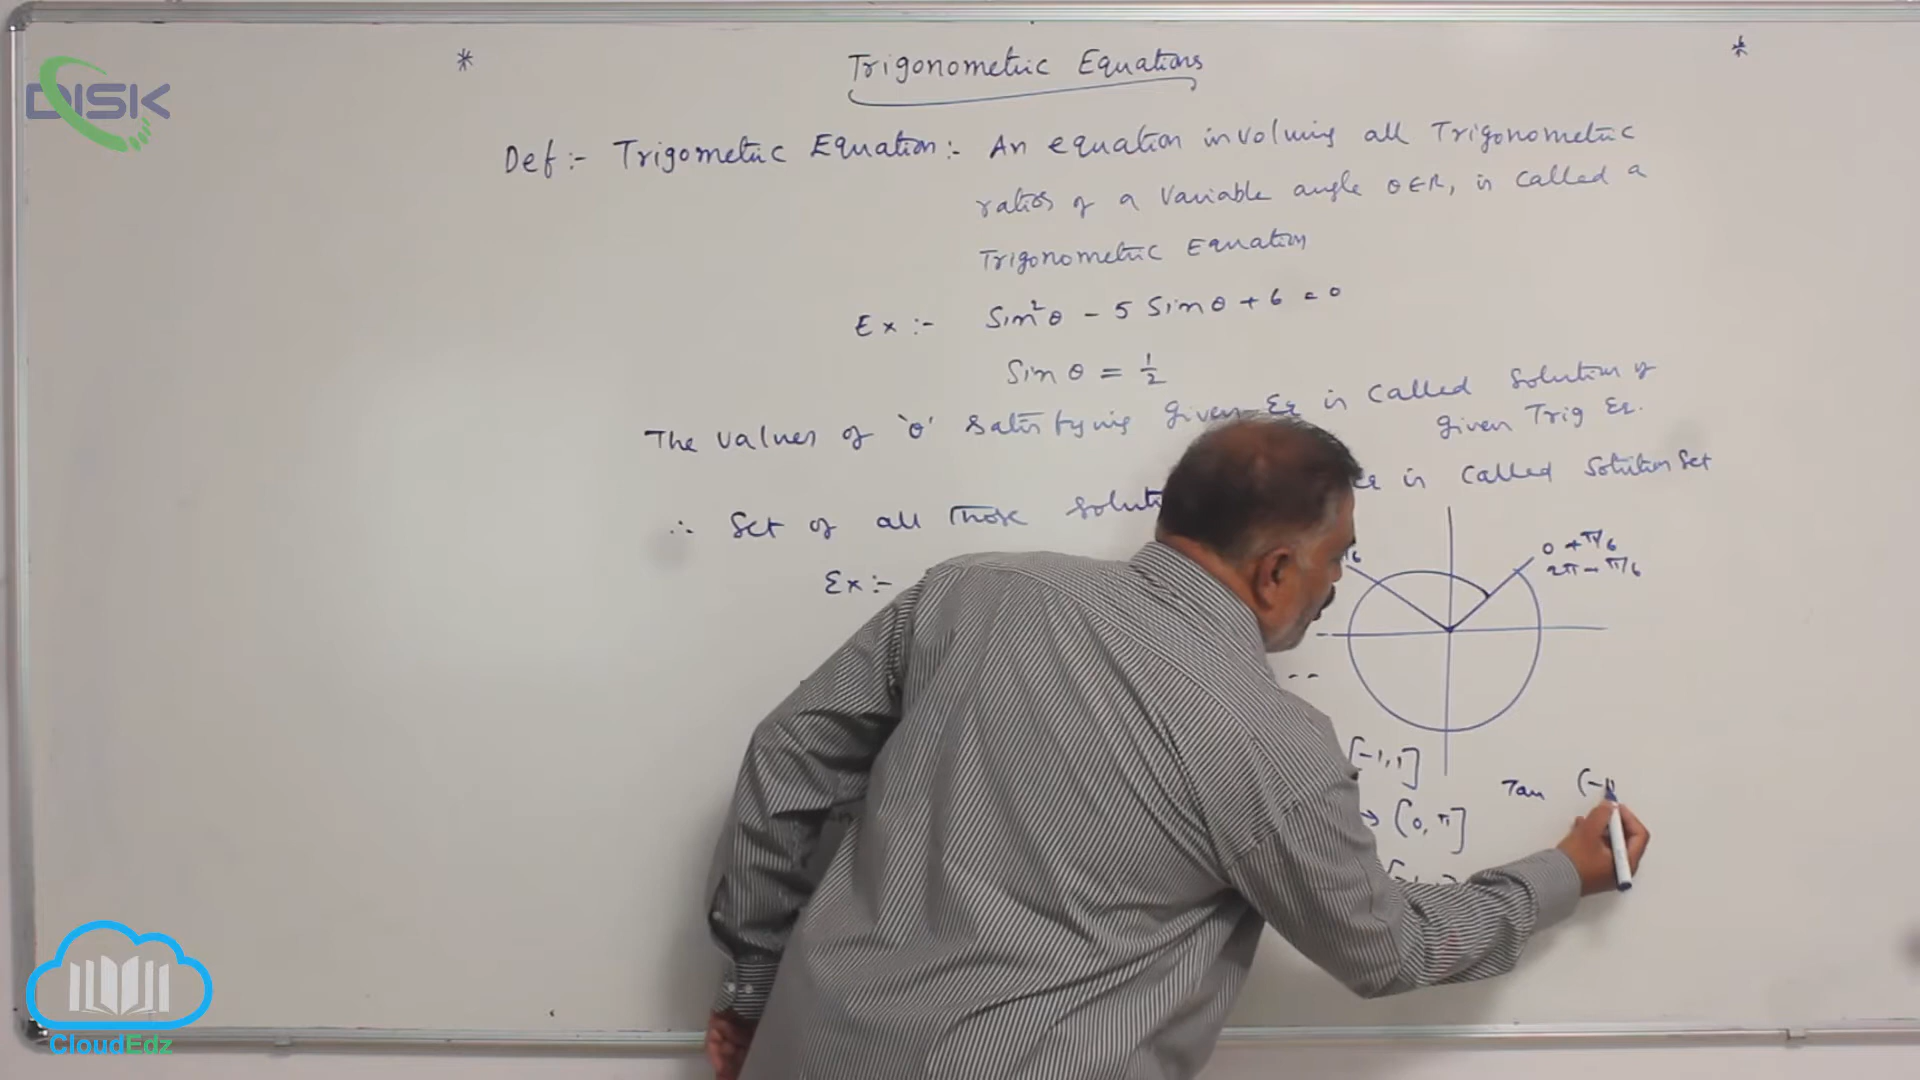 DISK
* Trigonometric Equations *
Def :- Trigometric Equation :- An equation involving all Trigonometric
ratios of a Variable angle θ∈R, is called a
Trigonometric Equation
Ex :- Sin²θ - 5 Sinθ + 6 = 0
Sin θ = 1/2
The values of 'θ' satisfying given Eq is called solution of
given Trig Eq.
∴ Set of all those is called Solution Set
Ex :-
0 + π/6
2π - π/6
--
[-1, 1]
→ [0, π]
Tan (-
CloudEdz